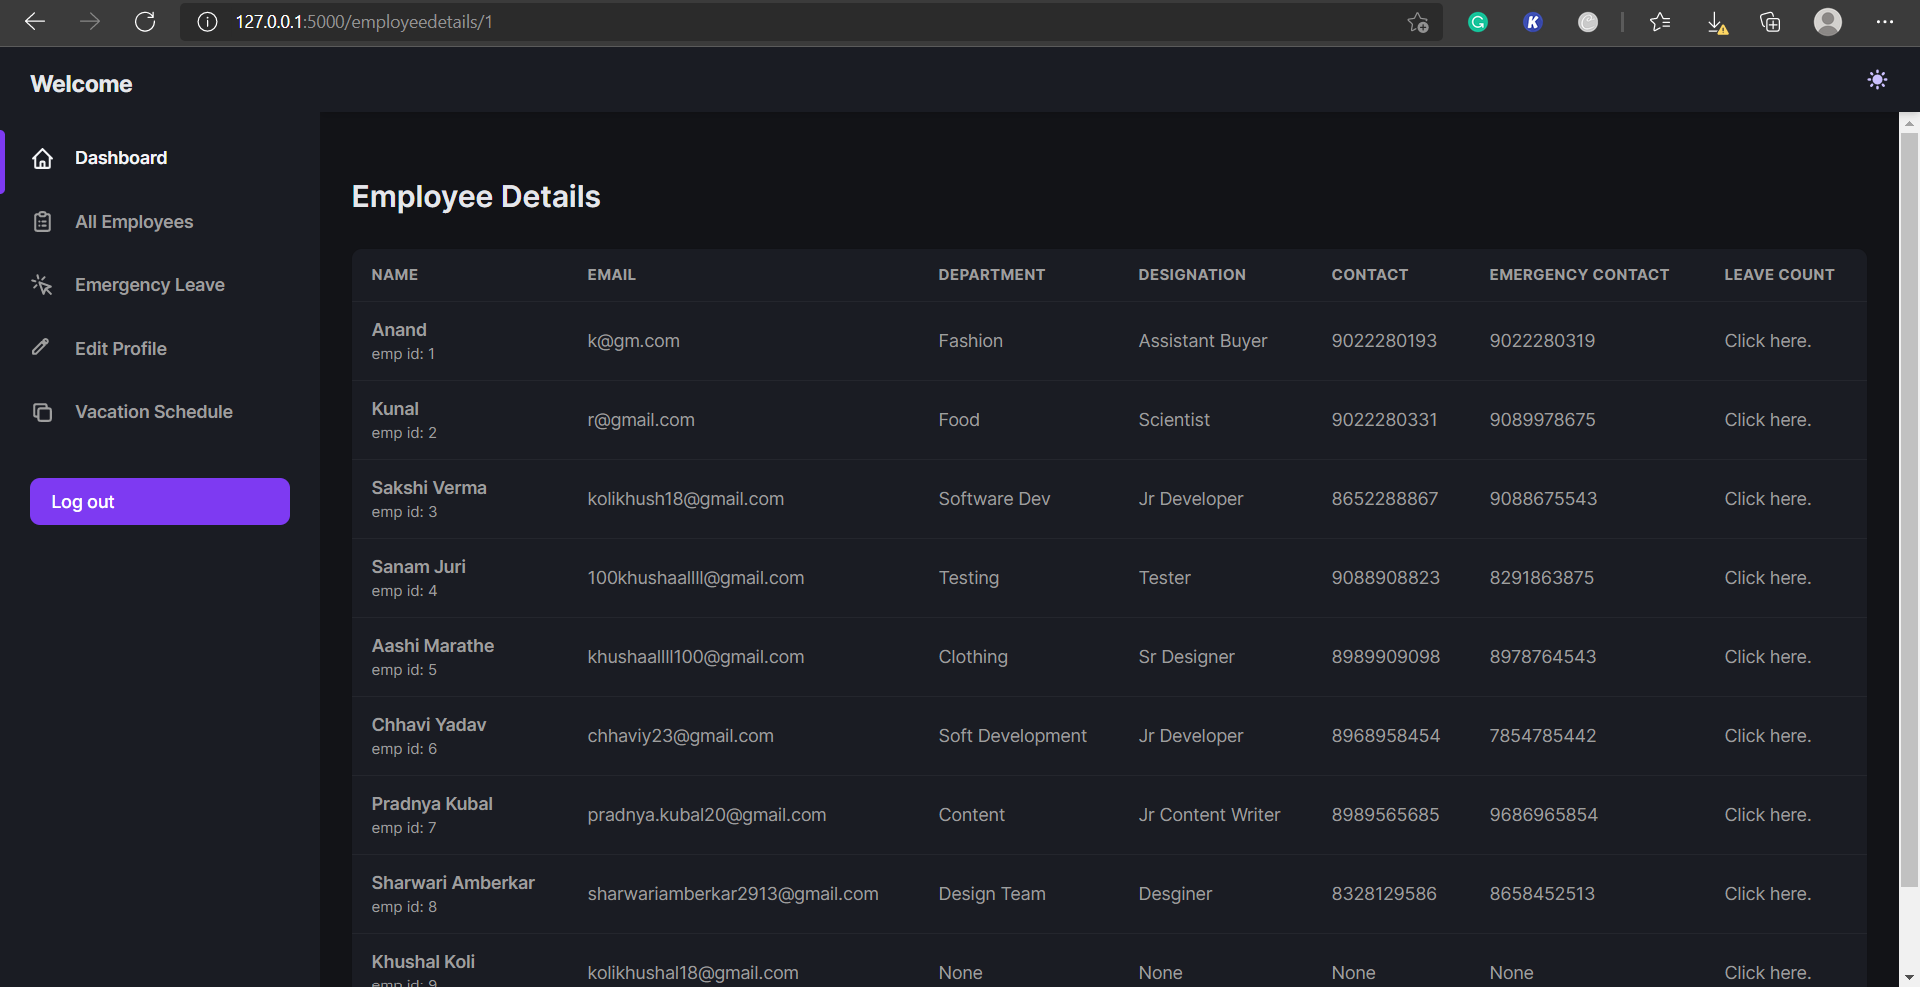 127.0.0.1:5000/employeedetails/1
Welcome
Dashboard
All Employees
Emergency Leave
Edit Profile
Vacation Schedule
Log out
Employee Details
NAME EMAIL DEPARTMENT DESIGNATION CONTACT EMERGENCY CONTACT LEAVE COUNT
Anand
emp id: 1
k@gm.com Fashion Assistant Buyer 9022280193 9022280319 Click here.
Kunal
emp id: 2
r@gmail.com Food Scientist 9022280331 9089978675 Click here.
Sakshi Verma
emp id: 3
kolikhush18@gmail.com Software Dev Jr Developer 8652288867 9088675543 Click here.
Sanam Juri
emp id: 4
100khushaallll@gmail.com Testing Tester 9088908823 8291863875 Click here.
Aashi Marathe
emp id: 5
khushaallll100@gmail.com Clothing Sr Designer 8989909098 8978764543 Click here.
Chhavi Yadav
emp id: 6
chhaviy23@gmail.com Soft Development Jr Developer 8968958454 7854785442 Click here.
Pradnya Kubal
emp id: 7
pradnya.kubal20@gmail.com Content Jr Content Writer 8989565685 9686965854 Click here.
Sharwari Amberkar
emp id: 8
sharwariamberkar2913@gmail.com Design Team Desginer 8328129586 8658452513 Click here.
Khushal Koli
emp id: 9
kolikhushal18@gmail.com None None None None Click here.